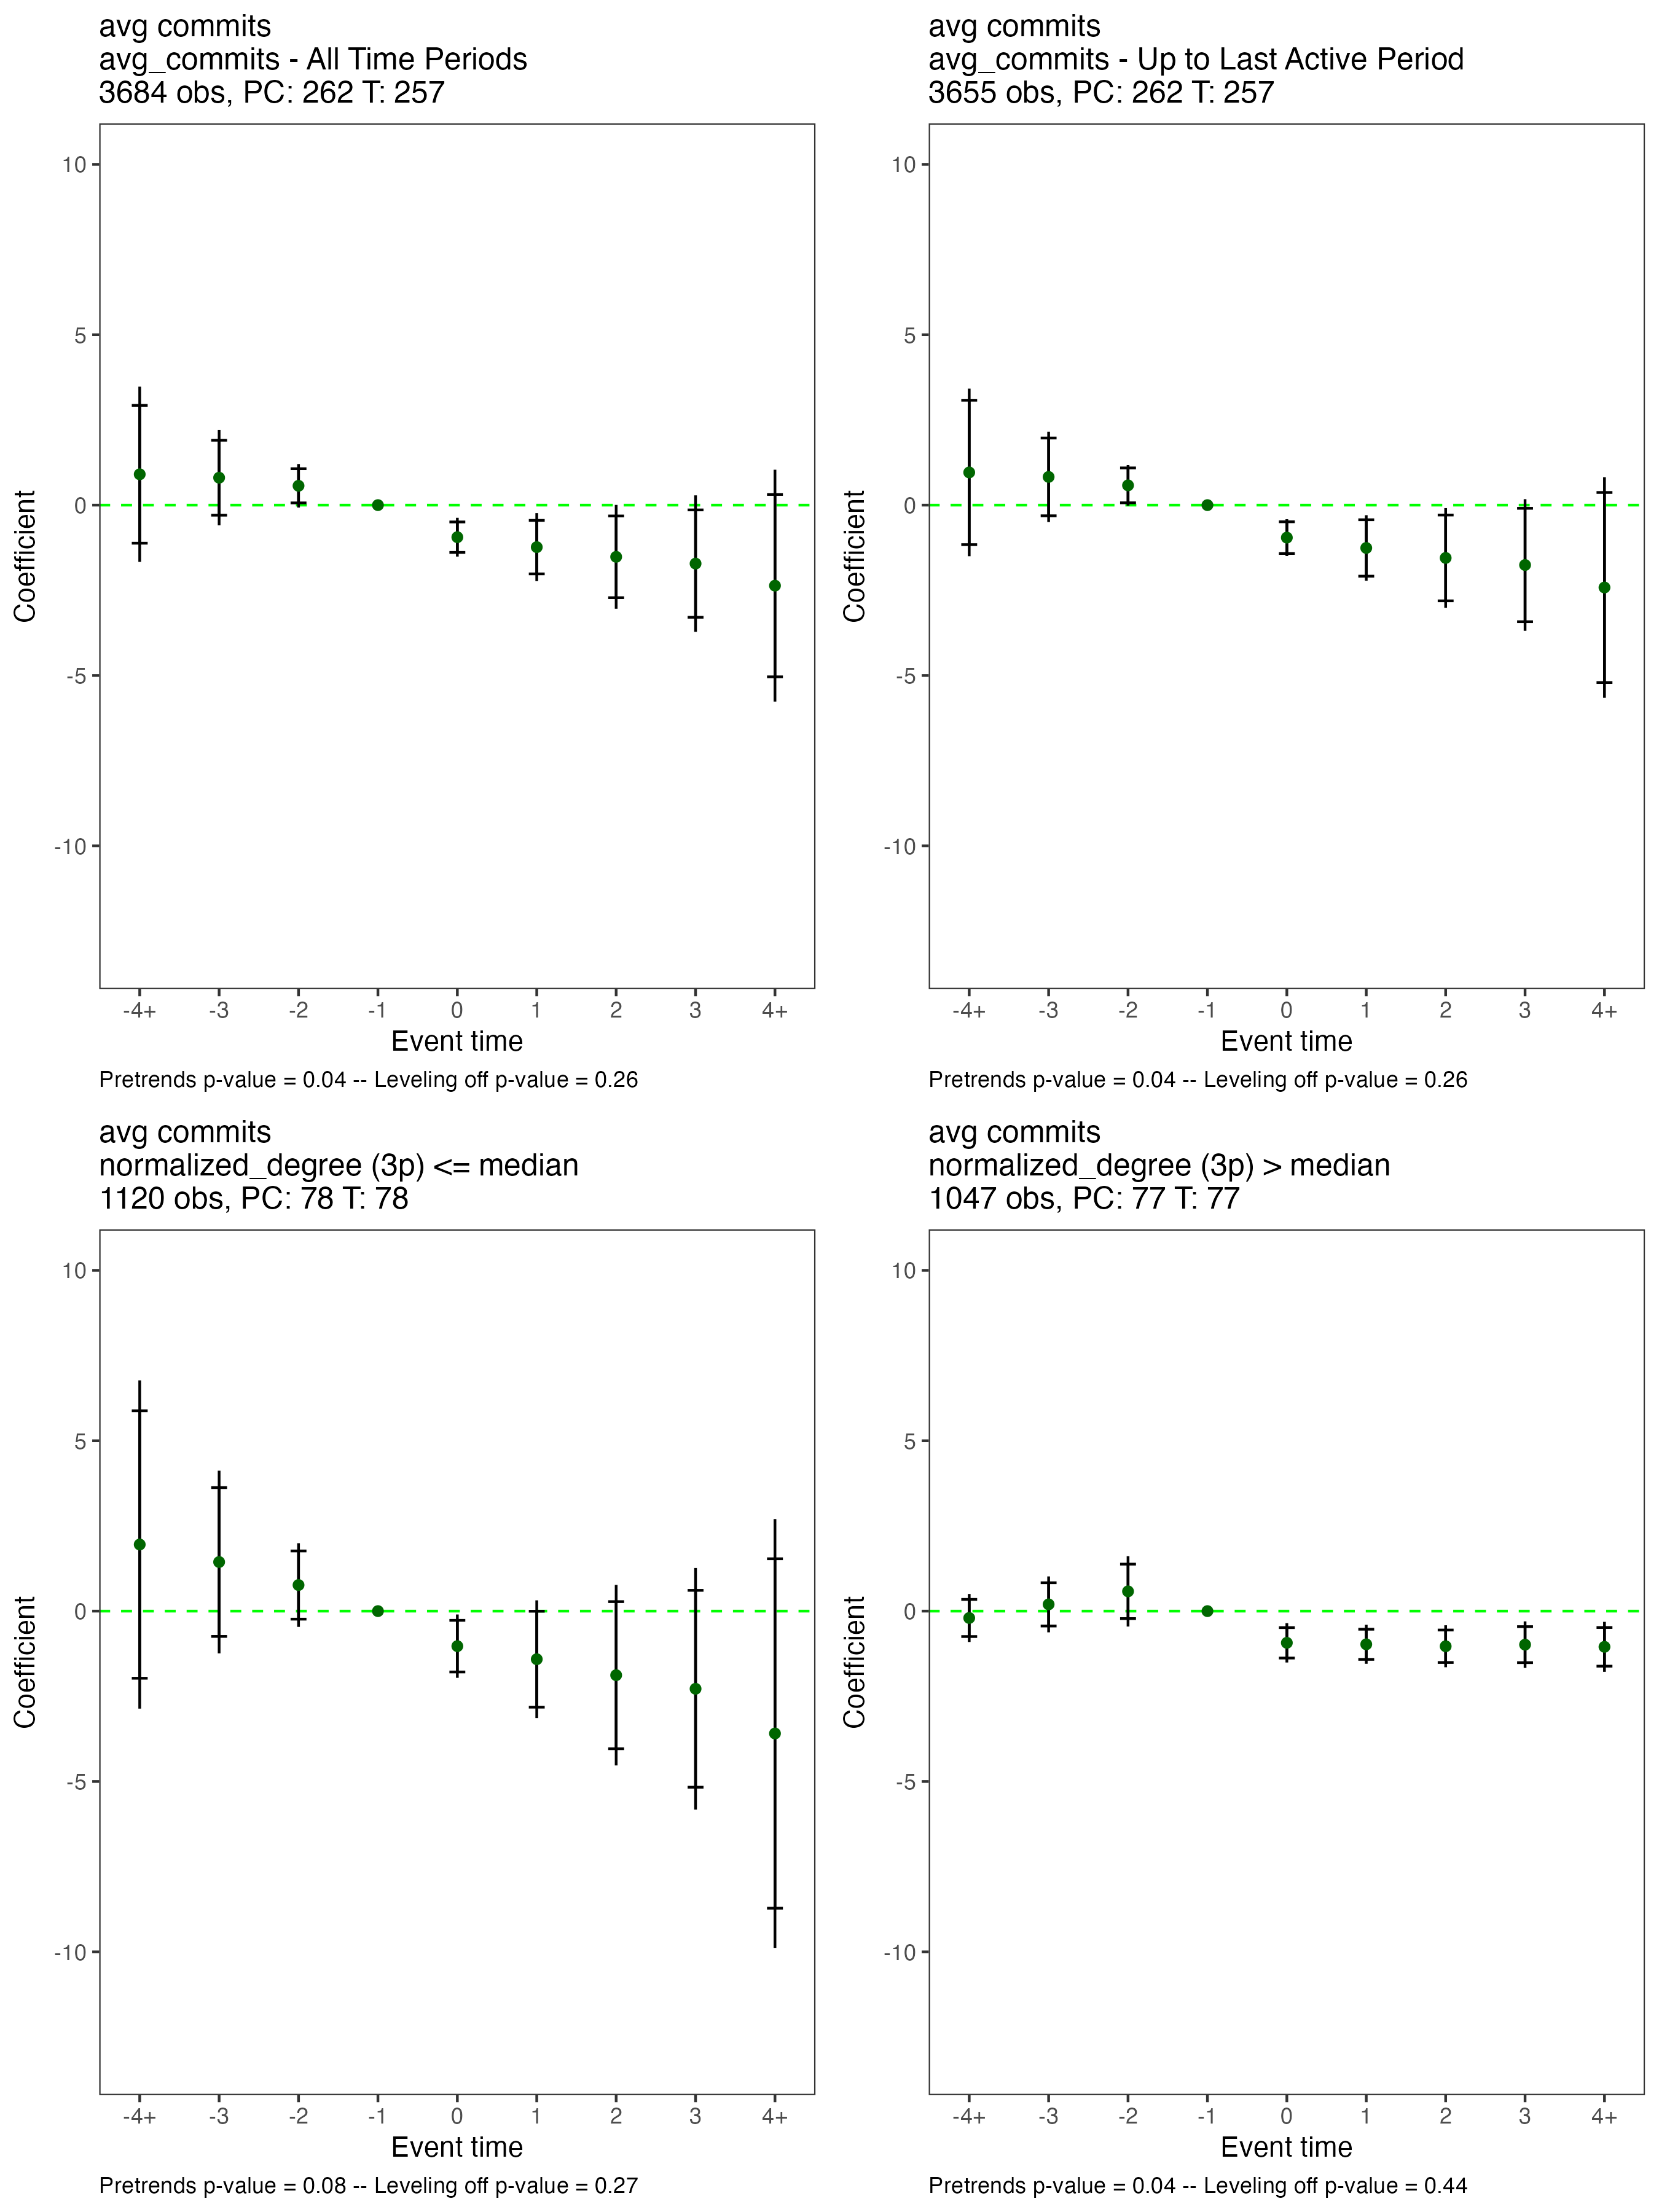 avg commits
avg_commits - All Time Periods
3684 obs, PC: 262 T: 257
10
5
0
-5
-10
Coefficient
-4+ -3 -2 -1 0 1 2 3 4+
Event time
Pretrends p-value = 0.04 -- Leveling off p-value = 0.26
avg commits
avg_commits - Up to Last Active Period
3655 obs, PC: 262 T: 257
10
5
0
-5
-10
Coefficient
-4+ -3 -2 -1 0 1 2 3 4+
Event time
Pretrends p-value = 0.04 -- Leveling off p-value = 0.26
avg commits
normalized_degree (3p) <= median
1120 obs, PC: 78 T: 78
10
5
0
-5
-10
Coefficient
-4+ -3 -2 -1 0 1 2 3 4+
Event time
Pretrends p-value = 0.08 -- Leveling off p-value = 0.27
avg commits
normalized_degree (3p) > median
1047 obs, PC: 77 T: 77
10
5
0
-5
-10
Coefficient
-4+ -3 -2 -1 0 1 2 3 4+
Event time
Pretrends p-value = 0.04 -- Leveling off p-value = 0.44